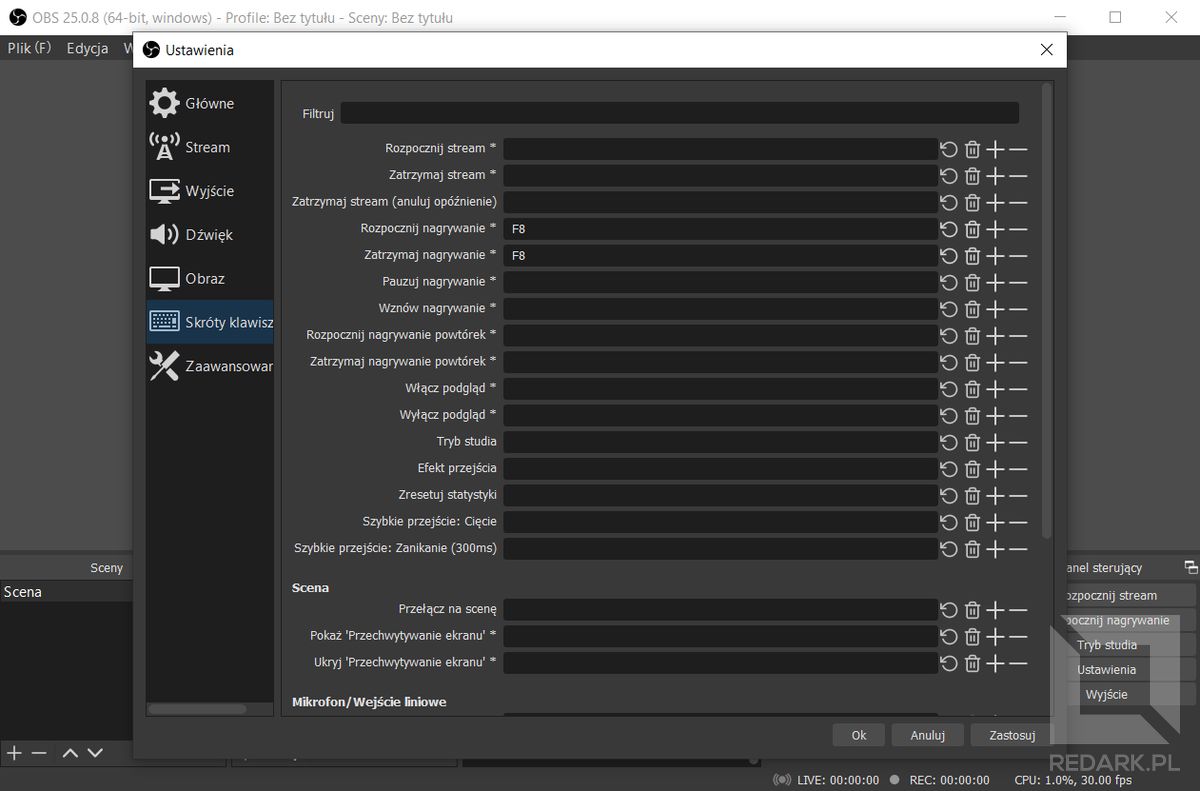 OBS 25.0.8 (64-bit, windows) - Profile: Bez tytułu - Sceny: Bez tytułu
Plik (F) Edycja W
Ustawienia
Główne
Stream
Wyjście
Dźwięk
Obraz
Skróty klawisz
Zaawansowar
Filtruj
Rozpocznij stream *
Zatrzymaj stream *
Zatrzymaj stream (anuluj opóźnienie)
Rozpocznij nagrywanie * F8
Zatrzymaj nagrywanie * F8
Pauzuj nagrywanie *
Wznów nagrywanie *
Rozpocznij nagrywanie powtórek *
Zatrzymaj nagrywanie powtórek *
Włącz podgląd *
Wyłącz podgląd *
Tryb studia
Efekt przejścia
Zresetuj statystyki
Szybkie przejście: Cięcie
Szybkie przejście: Zanikanie (300ms)
Scena
Przełącz na scenę
Pokaż 'Przechwytywanie ekranu' *
Ukryj 'Przechwytywanie ekranu' *
Mikrofon/Wejście liniowe
Ok Anuluj Zastosuj
Sceny
Scena
anel sterujący
ozpocznij stream
pocznij nagrywanie
Tryb studia
Ustawienia
Wyjście
REDARK.PL
LIVE: 00:00:00 REC: 00:00:00 CPU: 1.0%, 30.00 fps